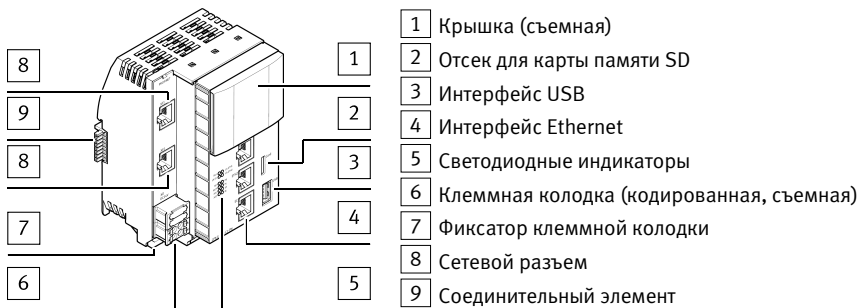 8
9
8
7
6
1
2
3
4
5
1 Крышка (съемная)
2 Отсек для карты памяти SD
3 Интерфейс USB
4 Интерфейс Ethernet
5 Светодиодные индикаторы
6 Клеммная колодка (кодированная, съемная)
7 Фиксатор клеммной колодки
8 Сетевой разъем
9 Соединительный элемент